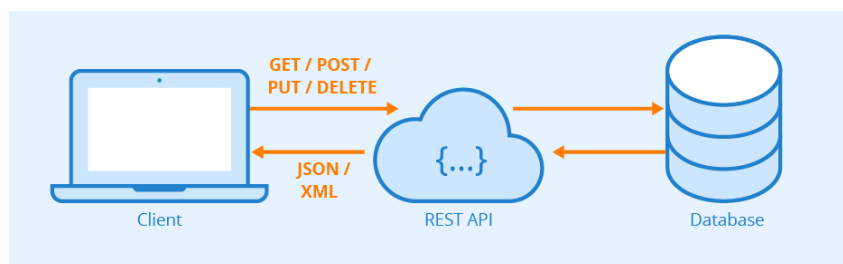 GET / POST /
PUT / DELETE
{...}
JSON /
XML
Client
REST API
Database